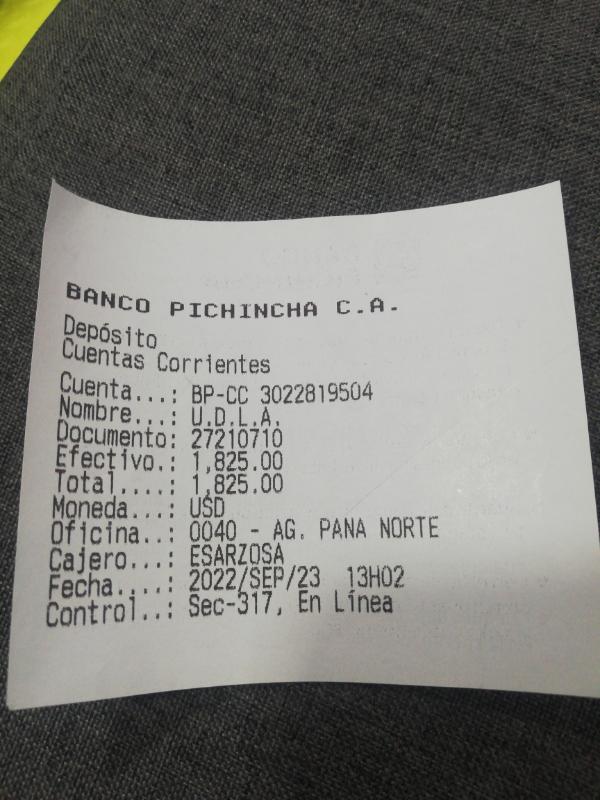 BANCO PICHINCHA C.A.
Depósito
Cuentas Corrientes
Cuenta...: BP-CC 3022819504
Nombre...: U.D.L.A.
Documento: 27210710
Efectivo.: 1,825.00
Total....: 1,825.00
Moneda...: USD
Oficina..: 0040 - AG. PANA NORTE
Cajero...: ESARZOSA
Fecha....: 2022/SEP/23 13H02
Control..: Sec-317, En Línea